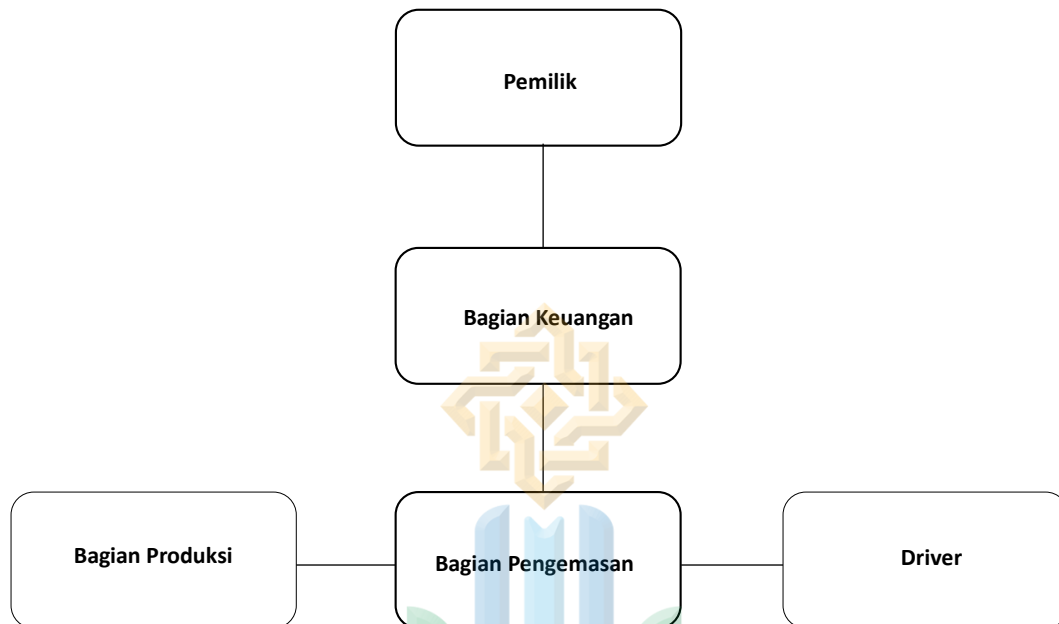 Pemilik
Bagian Keuangan
Bagian Produksi
Bagian Pengemasan
Driver